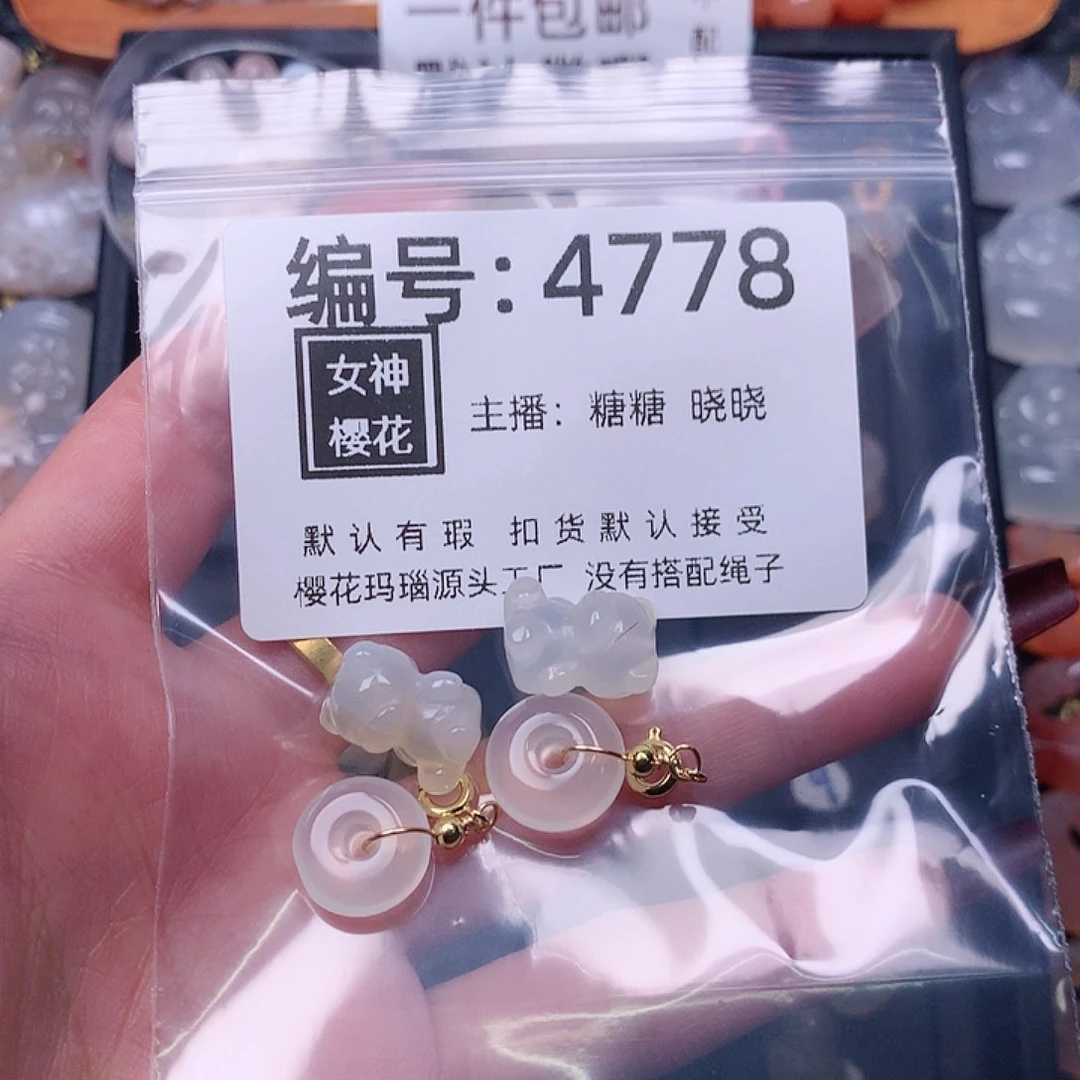 一件包邮
配
编号:4778
女神
樱花
主播: 糖糖 晓晓
默认有瑕 扣货默认接受
樱花玛瑙源头工厂 没有搭配绳子